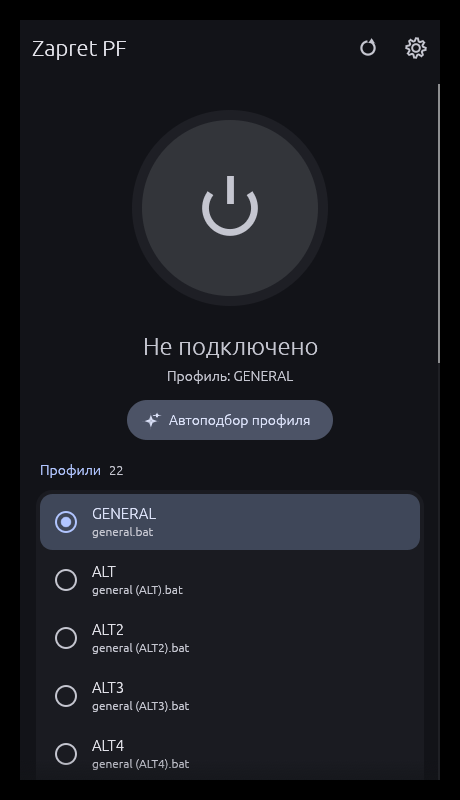 Zapret PF
Не подключено
Профиль: GENERAL
Автоподбор профиля
Профили 22
GENERAL
general.bat
ALT
general (ALT).bat
ALT2
general (ALT2).bat
ALT3
general (ALT3).bat
ALT4
general (ALT4).bat